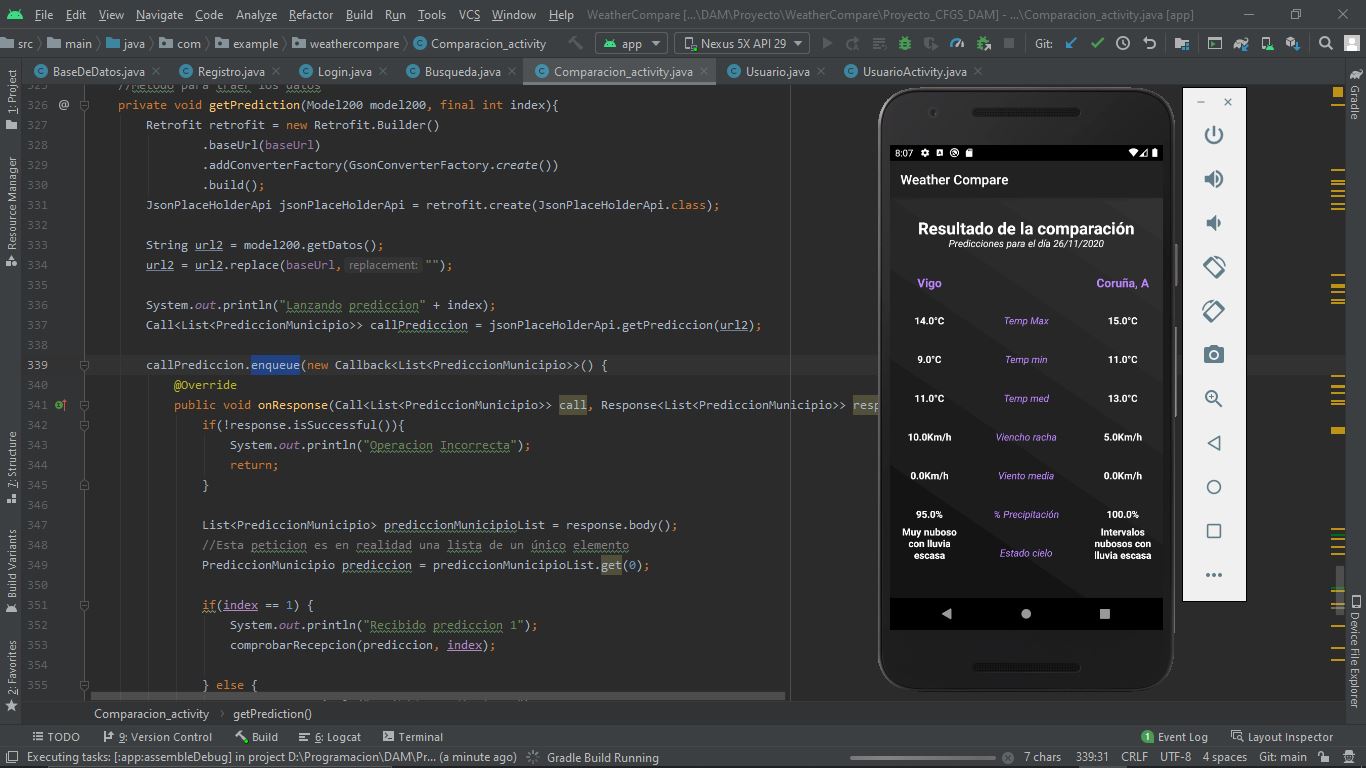 File Edit View Navigate Code Analyze Refactor Build Run Tools VCS Window Help WeatherCompare [...\DAM\Proyecto\WeatherCompare\Proyecto_CFGS_DAM] - ...\Comparacion_activity.java [app]
src main java com example weathercompare Comparacion_activity app Nexus 5X API 29 Git:
BaseDeDatos.java Registro.java Login.java Busqueda.java Comparacion_activity.java Usuario.java UsuarioActivity.java
1: Project
Resource Manager
7: Structure
Build Variants
2: Favorites
325 //Metodo para traer los datos
326 @ private void getPrediction(Model200 model200, final int index){
327 Retrofit retrofit = new Retrofit.Builder()
328 .baseUrl(baseUrl)
329 .addConverterFactory(GsonConverterFactory.create())
330 .build();
331 JsonPlaceHolderApi jsonPlaceHolderApi = retrofit.create(JsonPlaceHolderApi.class);
332
333 String url2 = model200.getDatos();
334 url2 = url2.replace(baseUrl, replacement: "");
335
336 System.out.println("Lanzando prediccion" + index);
337 Call<List<PrediccionMunicipio>> callPrediccion = jsonPlaceHolderApi.getPrediccion(url2);
338
339 callPrediccion.enqueue(new Callback<List<PrediccionMunicipio>>() {
340 @Override
341 public void onResponse(Call<List<PrediccionMunicipio>> call, Response<List<PrediccionMunicipio>> resp
342 if(!response.isSuccessful()){
343 System.out.println("Operacion Incorrecta");
344 return;
345 }
346
347 List<PrediccionMunicipio> prediccionMunicipioList = response.body();
348 //Esta peticion es en realidad una lista de un único elemento
349 PrediccionMunicipio prediccion = prediccionMunicipioList.get(0);
350
351 if(index == 1) {
352 System.out.println("Recibido prediccion 1");
353 comprobarRecepcion(prediccion, index);
354
355 } else {
8:07
Weather Compare
Resultado de la comparación
Predicciones para el día 26/11/2020
Vigo Coruña, A
14.0°C Temp Max 15.0°C
9.0°C Temp min 11.0°C
11.0°C Temp med 13.0°C
10.0Km/h Viencho racha 5.0Km/h
0.0Km/h Viento media 0.0Km/h
95.0% % Precipitación 100.0%
Muy nuboso con lluvia escasa Estado cielo Intervalos nubosos con lluvia escasa
Gradle
Device File Explorer
Comparacion_activity getPrediction()
TODO 9: Version Control Build 6: Logcat Terminal 1 Event Log Layout Inspector
Executing tasks: [:app:assembleDebug] in project D:\Programacion\DAM\Pr... (a minute ago) Gradle Build Running 7 chars 339:31 CRLF UTF-8 4 spaces Git: main